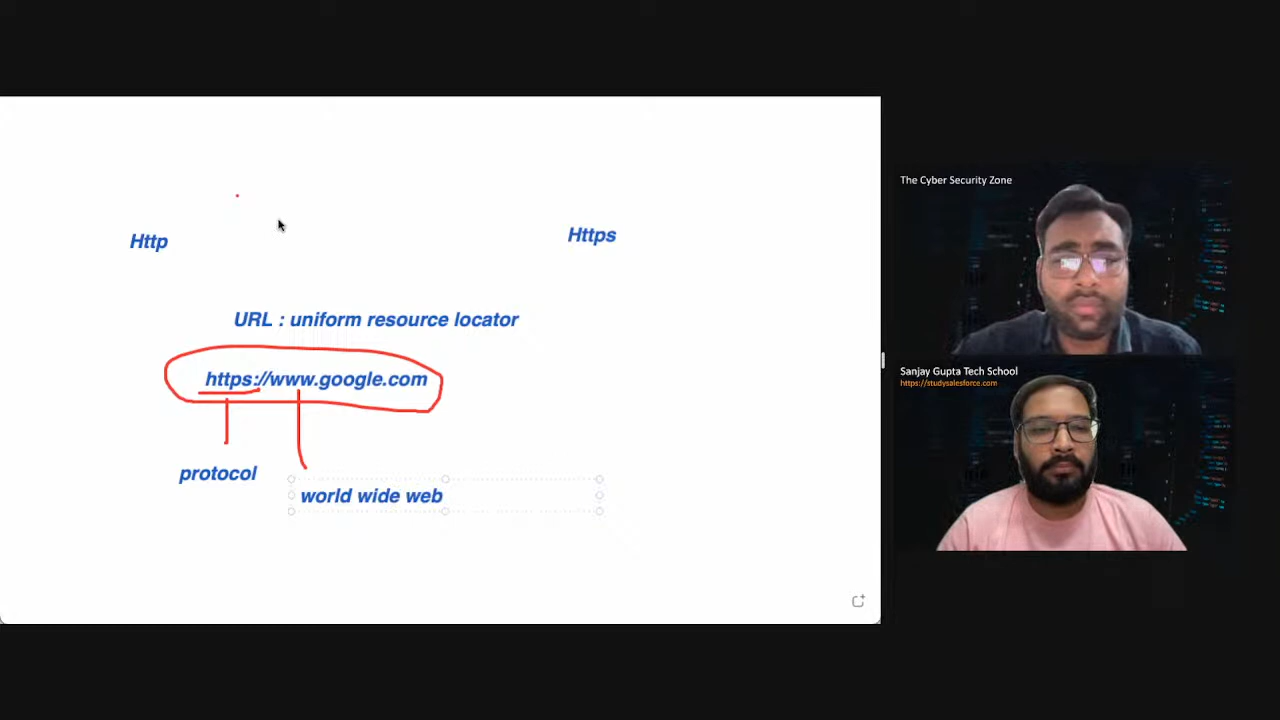 Http
Https
URL : uniform resource locator
https://www.google.com
protocol
world wide web
The Cyber Security Zone
Sanjay Gupta Tech School
https://studysalesforce.com